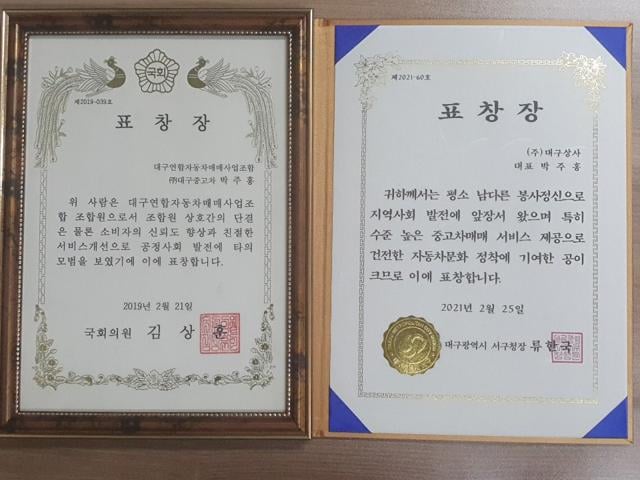 국회
제2019-039호
표창장
대구연합자동차매매사업조합
㈜대구중고차 박주홍
위 사람은 대구연합자동차매매사업조
합 조합원으로서 조합원 상호간의 단결
은 물론 소비자의 신뢰도 향상과 친절한
서비스개선으로 공정사회 발전에 타의
모범을 보였기에 이에 표창합니다.
2019년 2월 21일
국회의원 김상훈
제2021-60호
표창장
(주)대구상사
대표 박주홍
귀하께서는 평소 남다른 봉사정신으로
지역사회 발전에 앞장서 왔으며 특히
수준 높은 중고차매매 서비스 제공으로
건전한 자동차문화 정착에 기여한 공이
크므로 이에 표창합니다.
2021년 2월 25일
대구광역시 서구청장 류한국